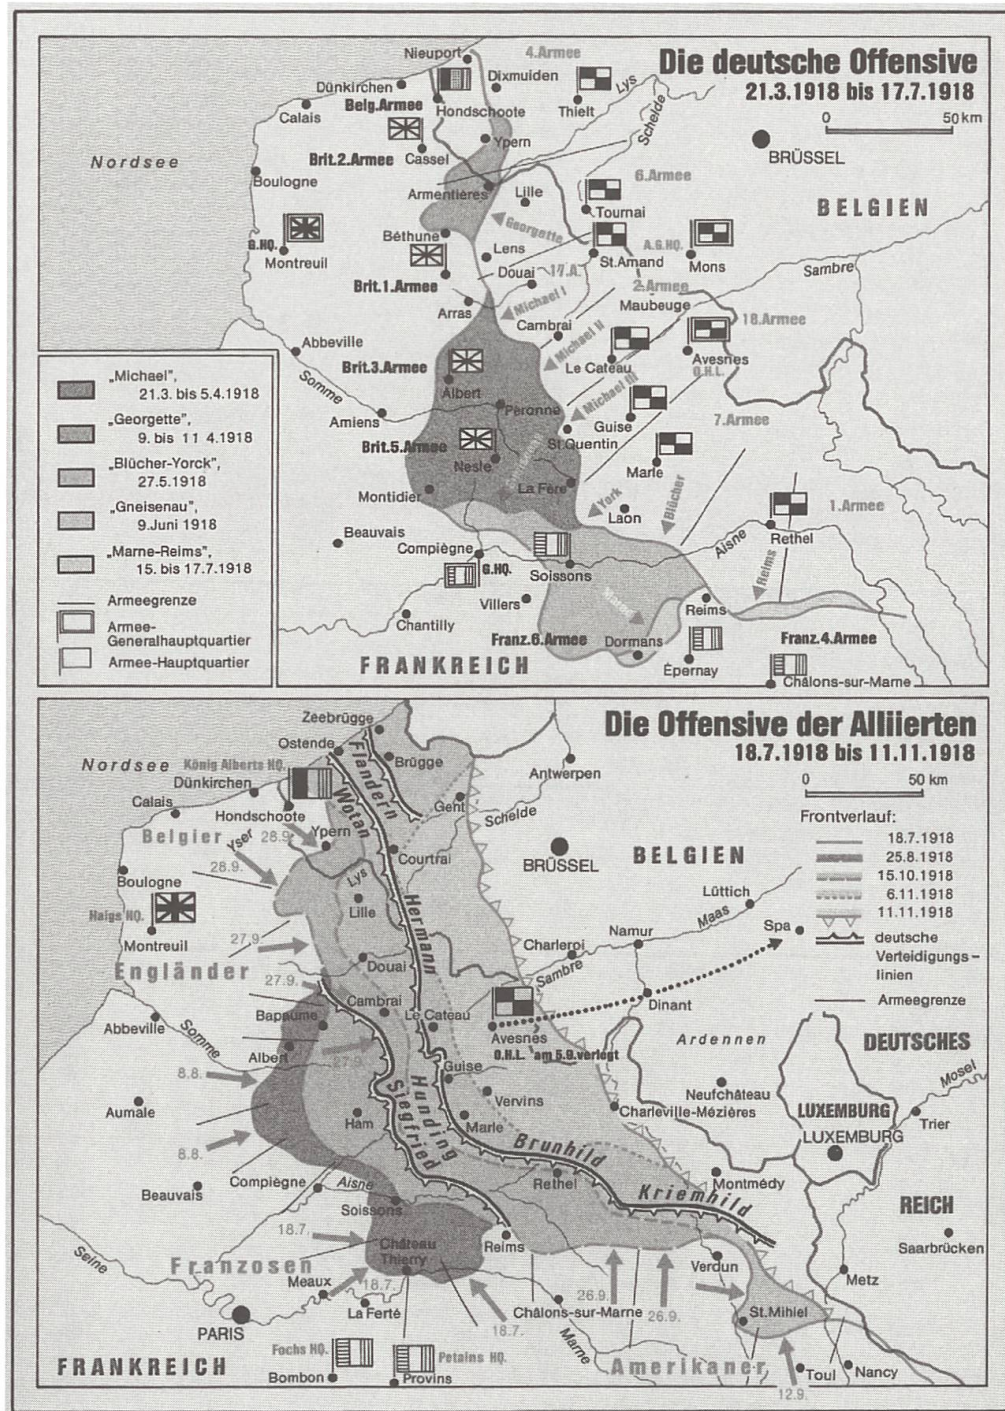 Die deutsche Offensive
21.3.1918 bis 17.7.1918
0 50 km
Nordsee
Nieuport
4.Armee
Dünkirchen
Dixmuiden
Lys
Belg.Armee
Hondschoote
Thielt
Calais
Schelde
BRÜSSEL
Ypern
Brit.2.Armee
Cassel
Boulogne
Armentières
Lille
6.Armee
Tournai
BELGIEN
Georgette
G.HQ.
Montreuil
Béthune
Lens
St.Amand
A.G.HQ.
Mons
Sambre
Brit.1.Armee
Douai
17.A.
2.Armee
Maubeuge
Arras
Michael I
18.Armee
Cambrai
Michael II
Abbeville
Le Cateau
Avesnes
O.H.L.
Brit.3.Armee
Albert
Michael III
Somme
Amiens
Péronne
Guise
7.Armee
Brit.5.Armee
St.Quentin
Nesle
Marle
Montidier
La Fère
York
Blücher
Laon
1.Armee
Beauvais
Aisne
Rethel
Compiègne
G.HQ.
Soissons
Reims
Villers
Reims
Chantilly
Franz.6.Armee
Dormans
Franz.4.Armee
FRANKREICH
Épernay
Châlons-sur-Marne
„Michael",
21.3. bis 5.4.1918
„Georgette",
9. bis 11 4.1918
„Blücher-Yorck",
27.5.1918
„Gneisenau",
9.Juni 1918
„Marne-Reims",
15. bis 17.7.1918
Armeegrenze
Armee-
Generalhauptquartier
Armee-Hauptquartier
Die Offensive der Alliierten
18.7.1918 bis 11.11.1918
0 50 km
Frontverlauf:
18.7.1918
25.8.1918
15.10.1918
6.11.1918
11.11.1918
deutsche
Verteidigungs-
linien
Armeegrenze
Zeebrügge
Ostende
Nordsee
König Alberts HQ.
Flandern
Brügge
Antwerpen
Dünkirchen
Wotan
Calais
Gent
Schelde
Hondschoote
Belgier
Yser
28.9.
Ypern
28.9.
Courtrai
BRÜSSEL
BELGIEN
Boulogne
Lys
Lüttich
Lille
Hermann
Maas
Haigs HQ.
Spa
Montreuil
27.9.
Namur
Charleroi
Engländer
Douai
Sambre
27.9.
Dinant
Cambrai
Le Cateau
Abbeville
Bapaume
Avesnes
O.H.L. am 5.9.verlegt
Ardennen
DEUTSCHES
Somme
Albert
27.9.
Mosel
8.8.
Guise
Neufchâteau
Aumale
Vervins
Charleville-Mézières
LUXEMBURG
Trier
Ham
Hunding
Marle
LUXEMBURG
8.8.
Siegfried
Brunhild
Beauvais
Compiègne
Aisne
Rethel
Montmédy
Kriemhild
REICH
Soissons
18.7.
Reims
Saarbrücken
Château
Thierry
Seine
Franzosen
Verdun
Metz
Meaux
18.7.
26.9.
La Ferté
18.7.
Châlons-sur-Marne
26.9.
St.Mihiel
PARIS
Fochs HQ.
Petains HQ.
Marne
FRANKREICH
Amerikaner
Bombon
Provins
Toul
Nancy
12.9.